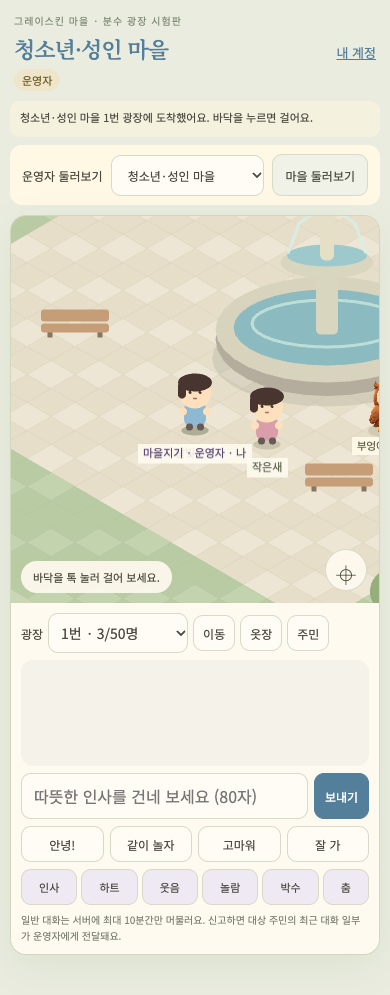 그레이스킨 마을 · 분수 광장 시험판
청소년·성인 마을
내 계정
운영자
청소년·성인 마을 1번 광장에 도착했어요. 바닥을 누르면 걸어요.
운영자 둘러보기
청소년·성인 마을
마을 둘러보기
마을지기 · 운영자 · 나
작은새
부엉
바닥을 톡 눌러 걸어 보세요.
광장
1번 · 3/50명
이동
옷장
주민
따뜻한 인사를 건네 보세요 (80자)
보내기
안녕!
같이 놀자
고마워
잘 가
인사
하트
웃음
놀람
박수
춤
일반 대화는 서버에 최대 10분간만 머물러요. 신고하면 대상 주민의 최근 대화 일부
가 운영자에게 전달돼요.